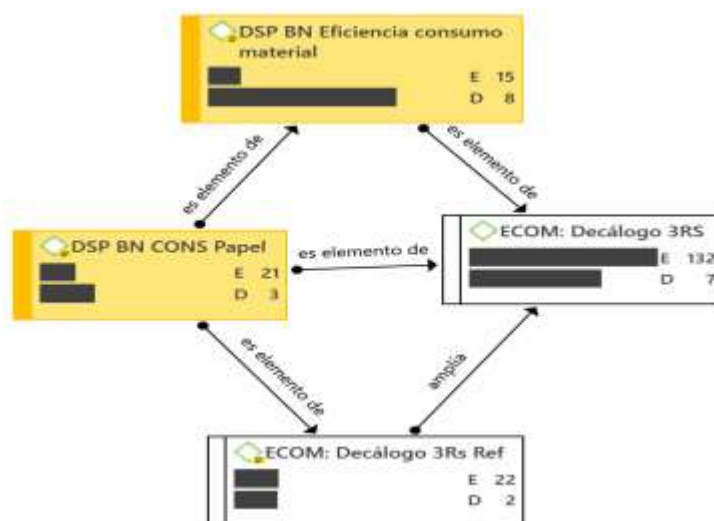 DSP BN Eficiencia consumo
material
E 15
D 8
es elemento de
es elemento de
DSP BN CONS Papel
E 21
D 3
es elemento de
ECOM: Decálogo 3RS
E 132
D 7
es elemento de
amplia
ECOM: Decálogo 3Rs Ref
E 22
D 2